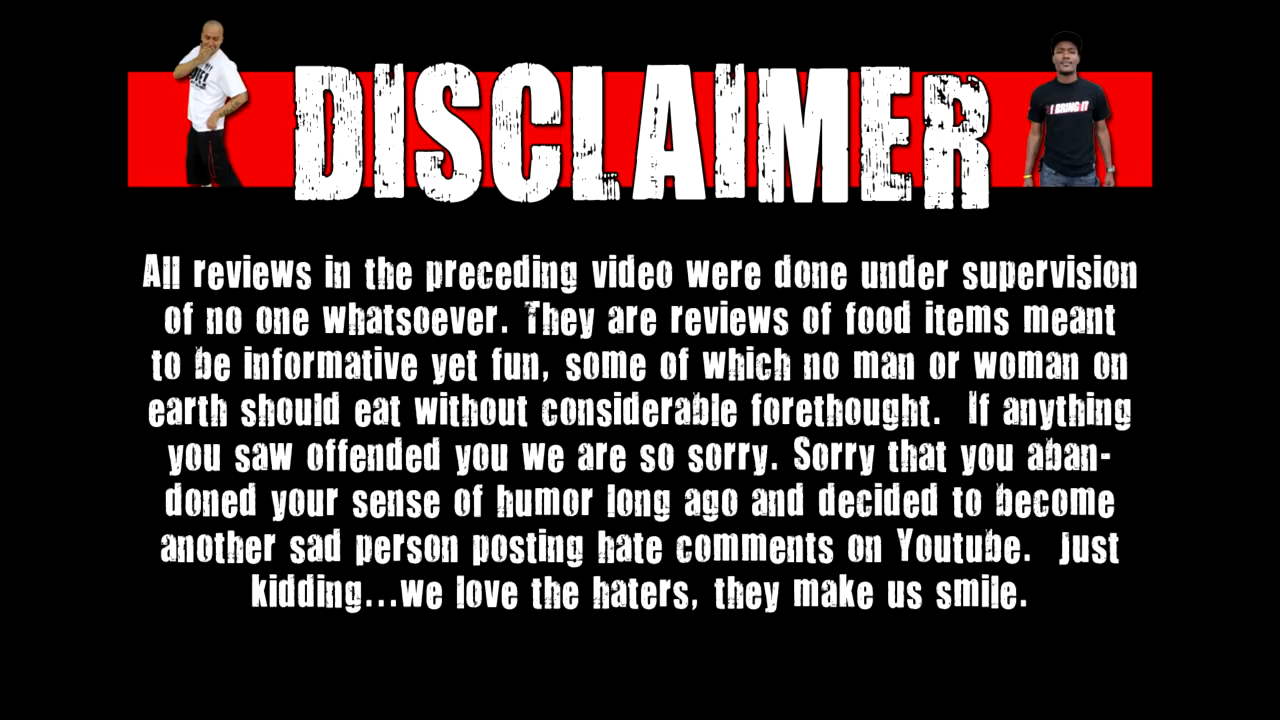 DISCLAIMER
I BRING IT
All reviews in the preceding video were done under supervision
of no one whatsoever. They are reviews of food items meant
to be informative yet fun, some of which no man or woman on
earth should eat without considerable forethought. If anything
you saw offended you we are so sorry. Sorry that you aban-
doned your sense of humor long ago and decided to become
another sad person posting hate comments on Youtube. Just
kidding...we love the haters, they make us smile.